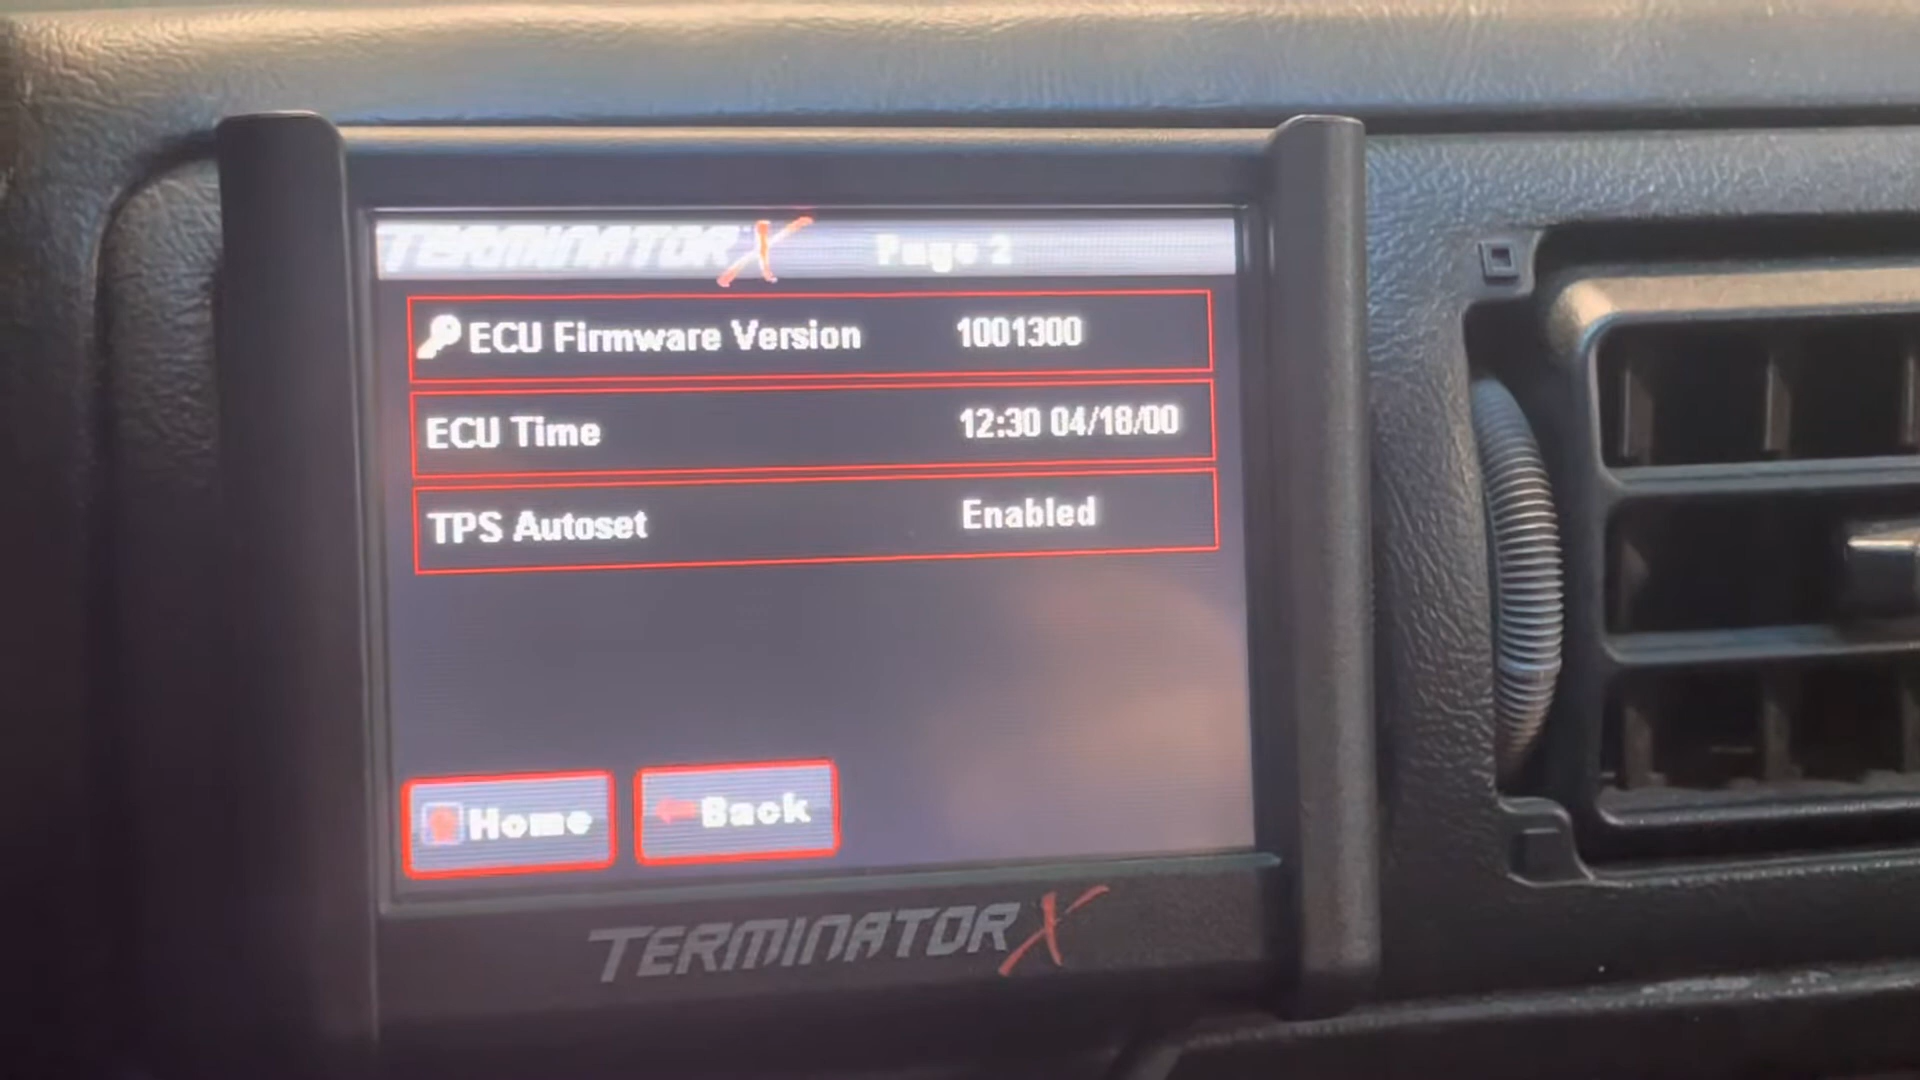 TERMINATOR X Page 2
ECU Firmware Version 1001300
ECU Time 12:30 04/18/00
TPS Autoset Enabled
Home Back
TERMINATOR X